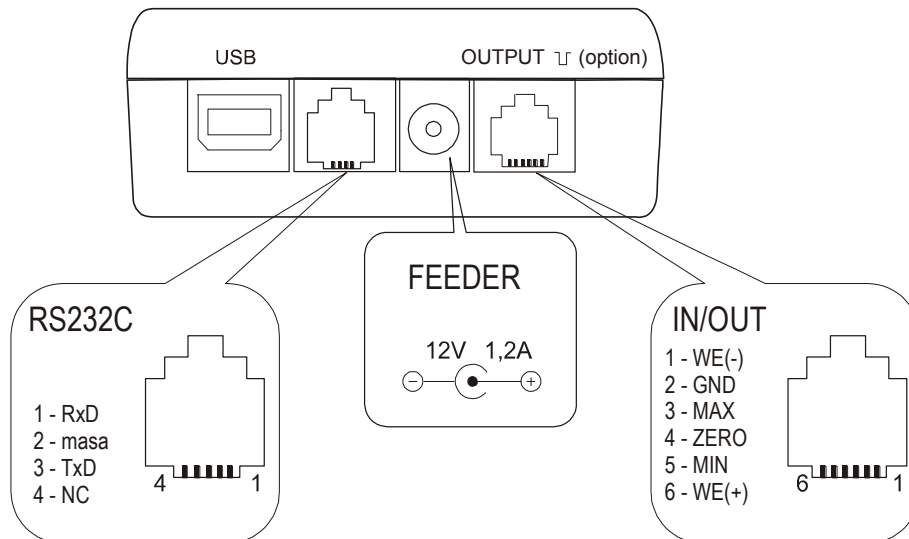 USB
OUTPUT (option)
RS232C
1 - RxD
2 - masa
3 - TxD
4 - NC
4 1
FEEDER
12V 1,2A
IN/OUT
1 - WE(-)
2 - GND
3 - MAX
4 - ZERO
5 - MIN
6 - WE(+)
6 1